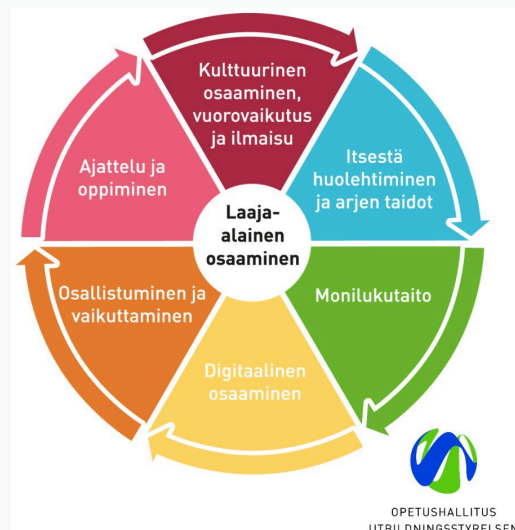 Kulttuurinen
osaaminen,
vuorovaikutus
ja ilmaisu
Itsestä
huolehtiminen
ja arjen taidot
Monilukutaito
Digitaalinen
osaaminen
Osallistuminen ja
vaikuttaminen
Ajattelu ja
oppiminen
Laaja-
alainen
osaaminen
OPETUSHALLITUS
UTBILDNINGSSTYRELSEN